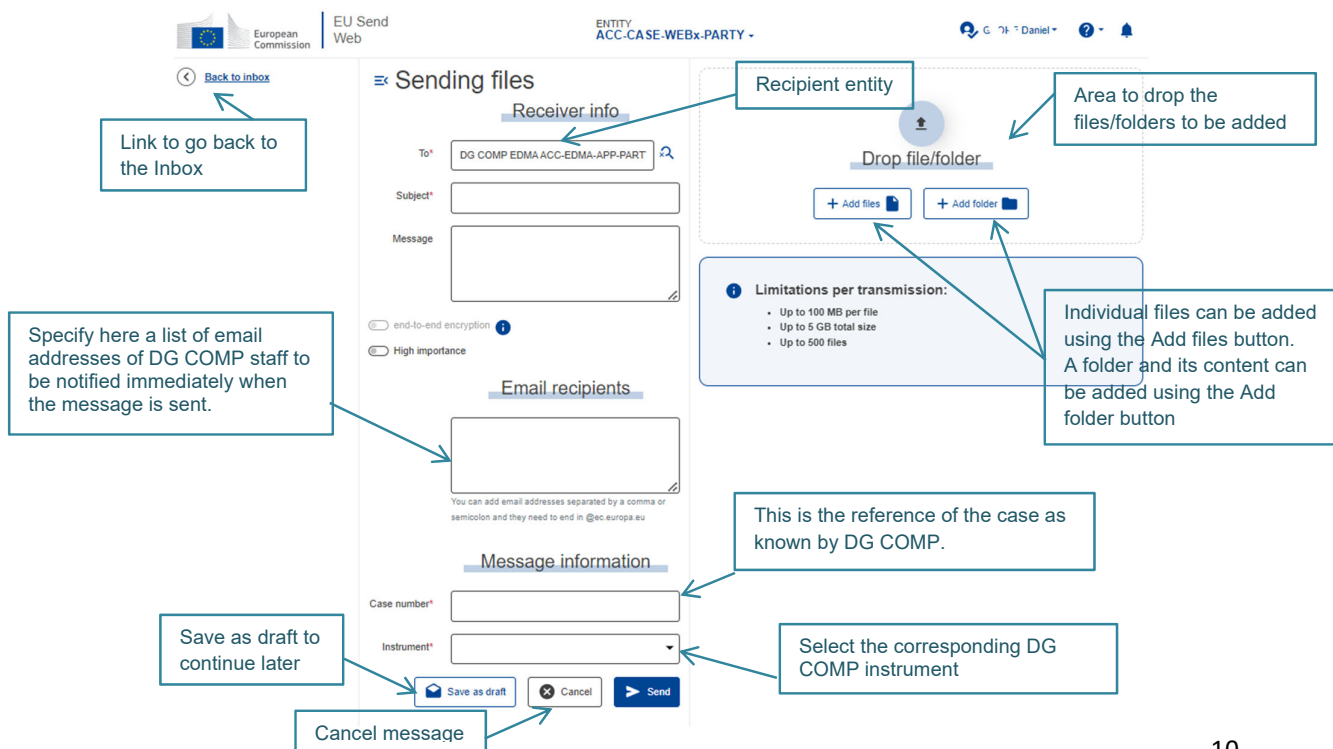 European
Commission
EU Send
Web
ENTITY
ACC-CASE-WEBx-PARTY
Daniel
Back to inbox
Link to go back to
the Inbox
Sending files
Receiver info
Recipient entity
To*
DG COMP EDMA ACC-EDMA-APP-PART
Subject*
Message
end-to-end encryption
High importance
Specify here a list of email
addresses of DG COMP staff to
be notified immediately when
the message is sent.
Email recipients
You can add email addresses separated by a comma or
semicolon and they need to end in @ec.europa.eu
Message information
Case number*
Instrument*
Save as draft to
continue later
Save as draft
Cancel
Send
Cancel message
Area to drop the
files/folders to be added
Drop file/folder
+ Add files
+ Add folder
Limitations per transmission:
• Up to 100 MB per file
• Up to 5 GB total size
• Up to 500 files
Individual files can be added
using the Add files button.
A folder and its content can
be added using the Add
folder button
This is the reference of the case as
known by DG COMP.
Select the corresponding DG
COMP instrument